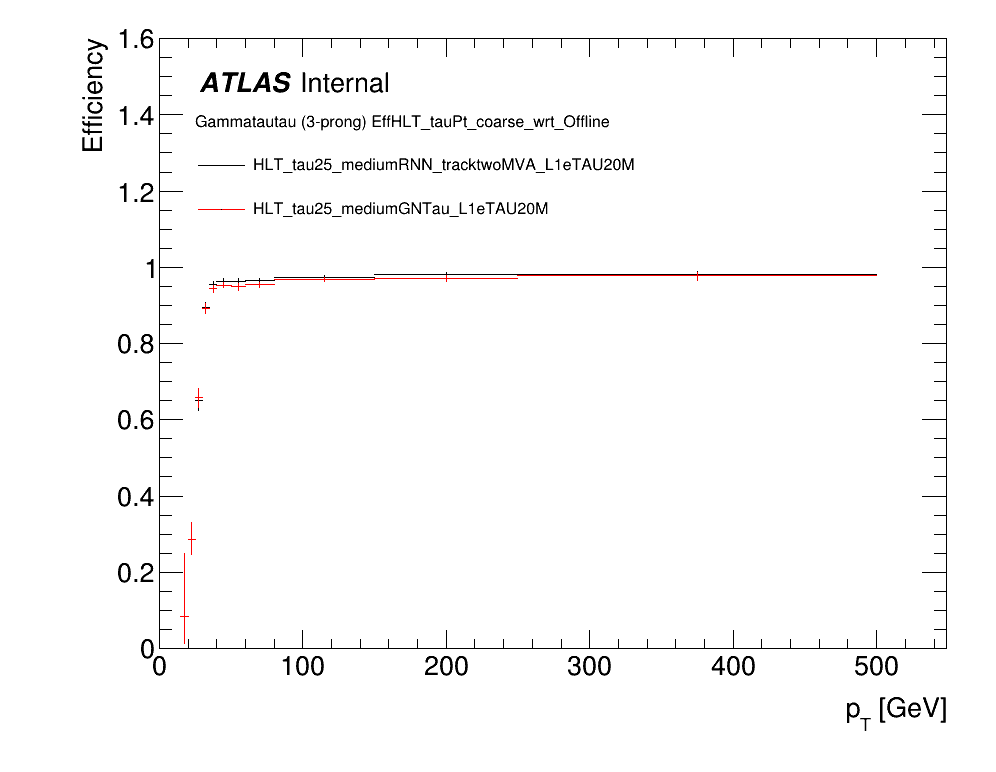 Efficiency
1.6
1.4
1.2
1
0.8
0.6
0.4
0.2
0
ATLAS Internal
Gammatautau (3-prong) EffHLT_tauPt_coarse_wrt_Offline
HLT_tau25_mediumRNN_tracktwoMVA_L1eTAU20M
HLT_tau25_mediumGNTau_L1eTAU20M
0 100 200 300 400 500
p_T [GeV]